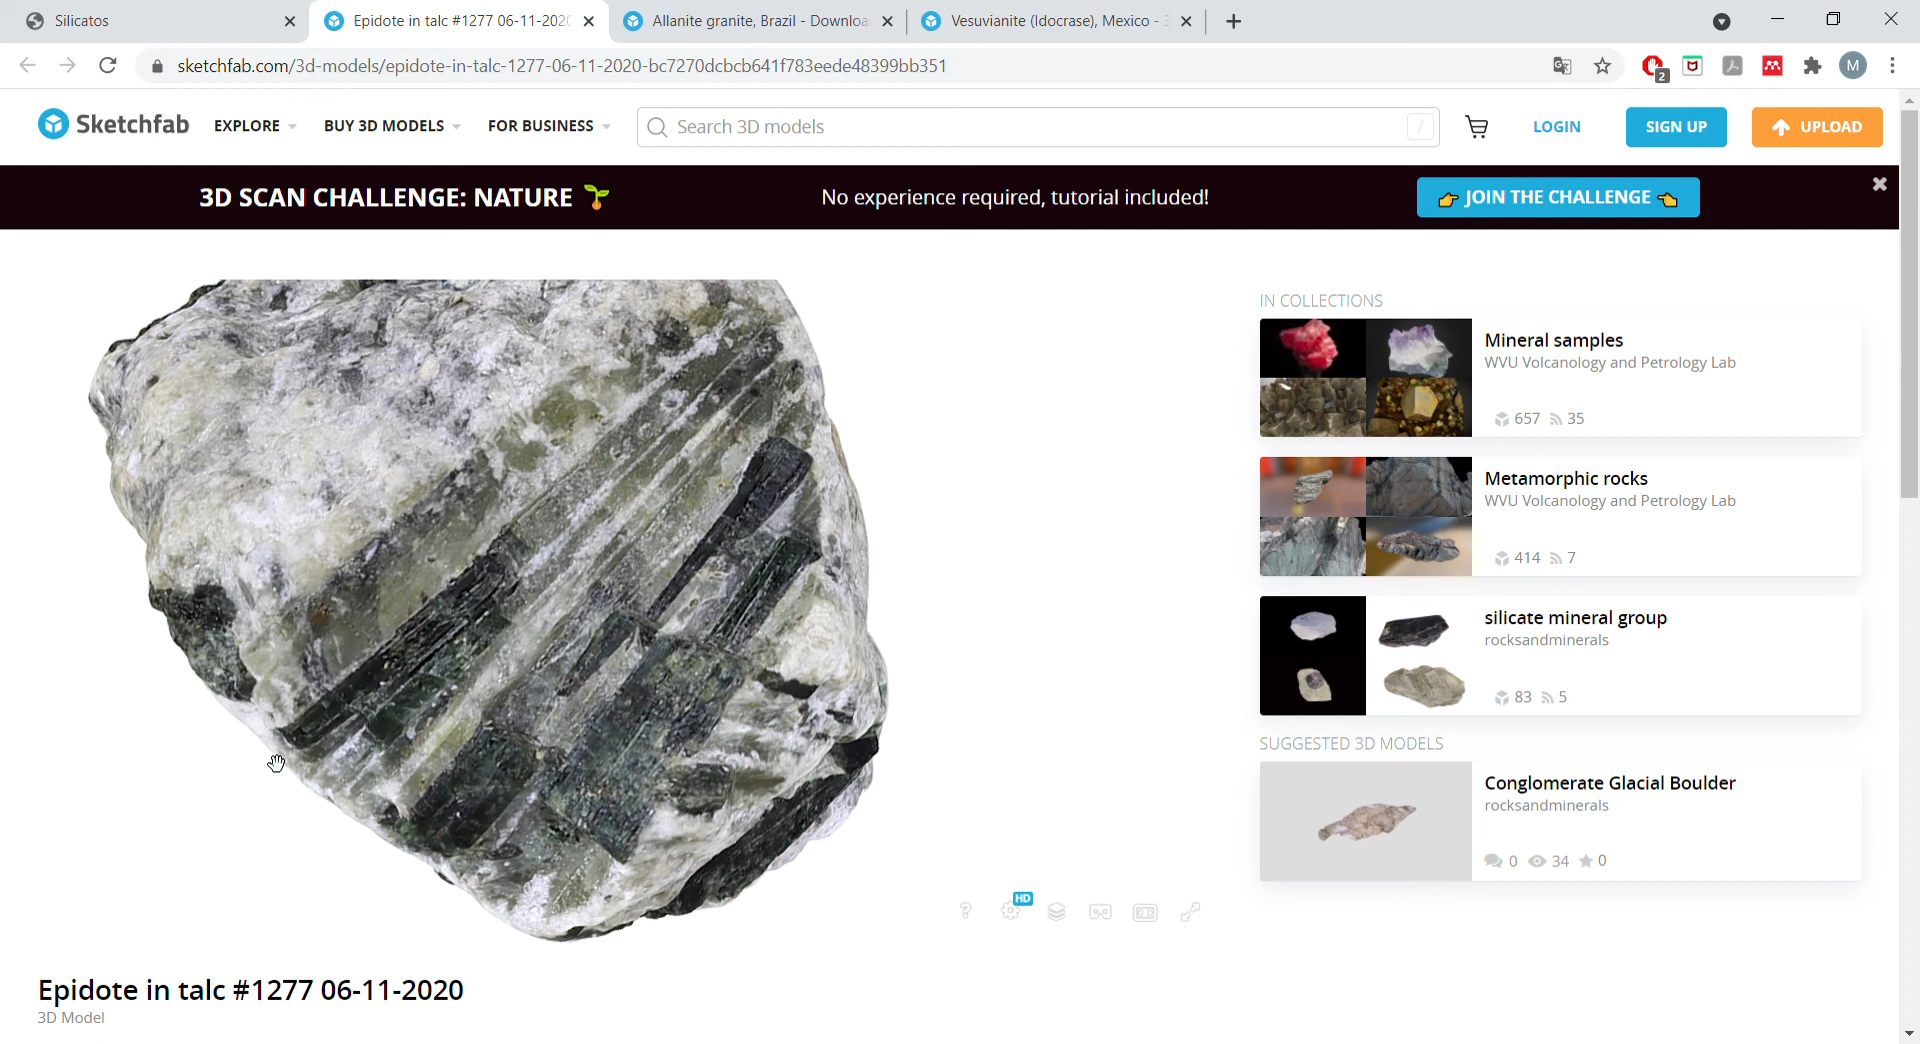 Silicatos
Epidote in talc #1277 06-11-202
Allanite granite, Brazil - Downloa
Vesuvianite (Idocrase), Mexico - 3
sketchfab.com/3d-models/epidote-in-talc-1277-06-11-2020-bc7270dcbcb641f783eede48399bb351
2
M
Sketchfab
EXPLORE
BUY 3D MODELS
FOR BUSINESS
Search 3D models
/
LOGIN
SIGN UP
UPLOAD
3D SCAN CHALLENGE: NATURE
No experience required, tutorial included!
JOIN THE CHALLENGE
IN COLLECTIONS
Mineral samples
WVU Volcanology and Petrology Lab
657 35
Metamorphic rocks
WVU Volcanology and Petrology Lab
414 7
silicate mineral group
rocksandminerals
83 5
SUGGESTED 3D MODELS
Conglomerate Glacial Boulder
rocksandminerals
0 34 0
? HD
Epidote in talc #1277 06-11-2020
3D Model